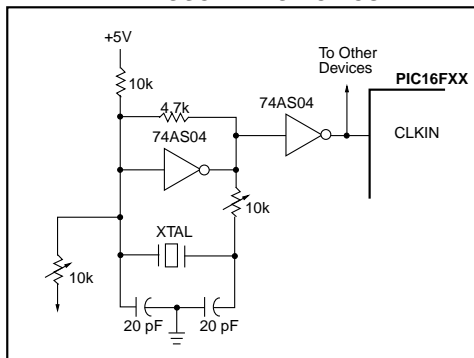 +5V
10k
4.7k
74AS04
74AS04
To Other
Devices
PIC16FXX
CLKIN
10k
10k
XTAL
20 pF
20 pF